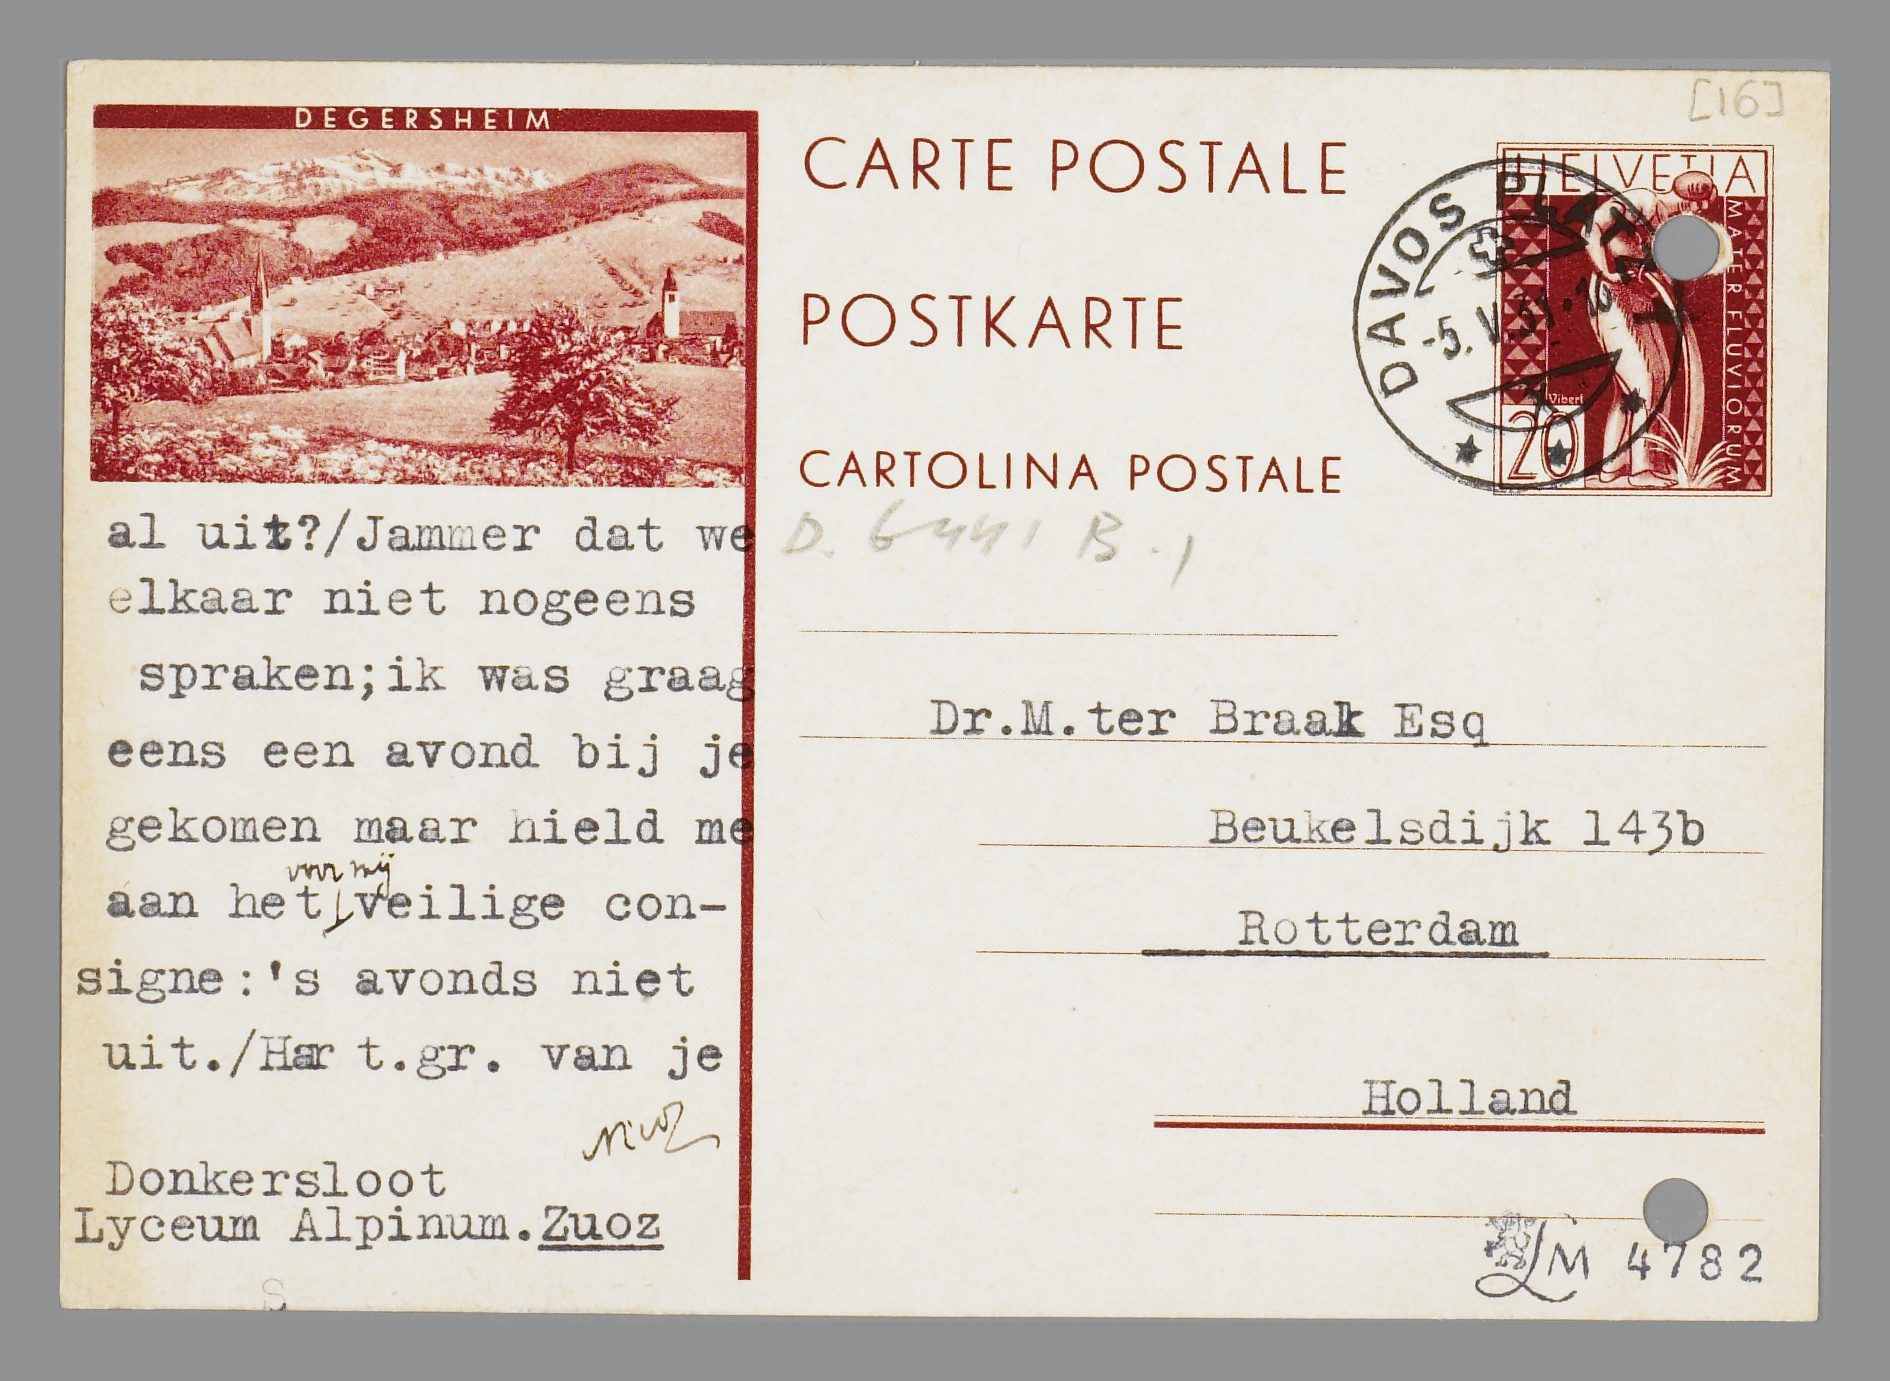 [16]
DEGERSHEIM
CARTE POSTALE
POSTKARTE
CARTOLINA POSTALE
HELVETIA
MATER FLUVIORUM
Vibert
20
DAVOS PLATZ 1
-5.V.31-16
al uit?/Jammer dat we
elkaar niet nogeens
spraken;ik was graag
eens een avond bij je
gekomen maar hield me
voor mij
aan het veilige con-
signe:'s avonds niet
uit./Hart.gr. van je
Donkersloot
Lyceum Alpinum.Zuoz
S
Dr.M.ter Braak Esq
Beukelsdijk 143b
Rotterdam
Holland
LM 4782